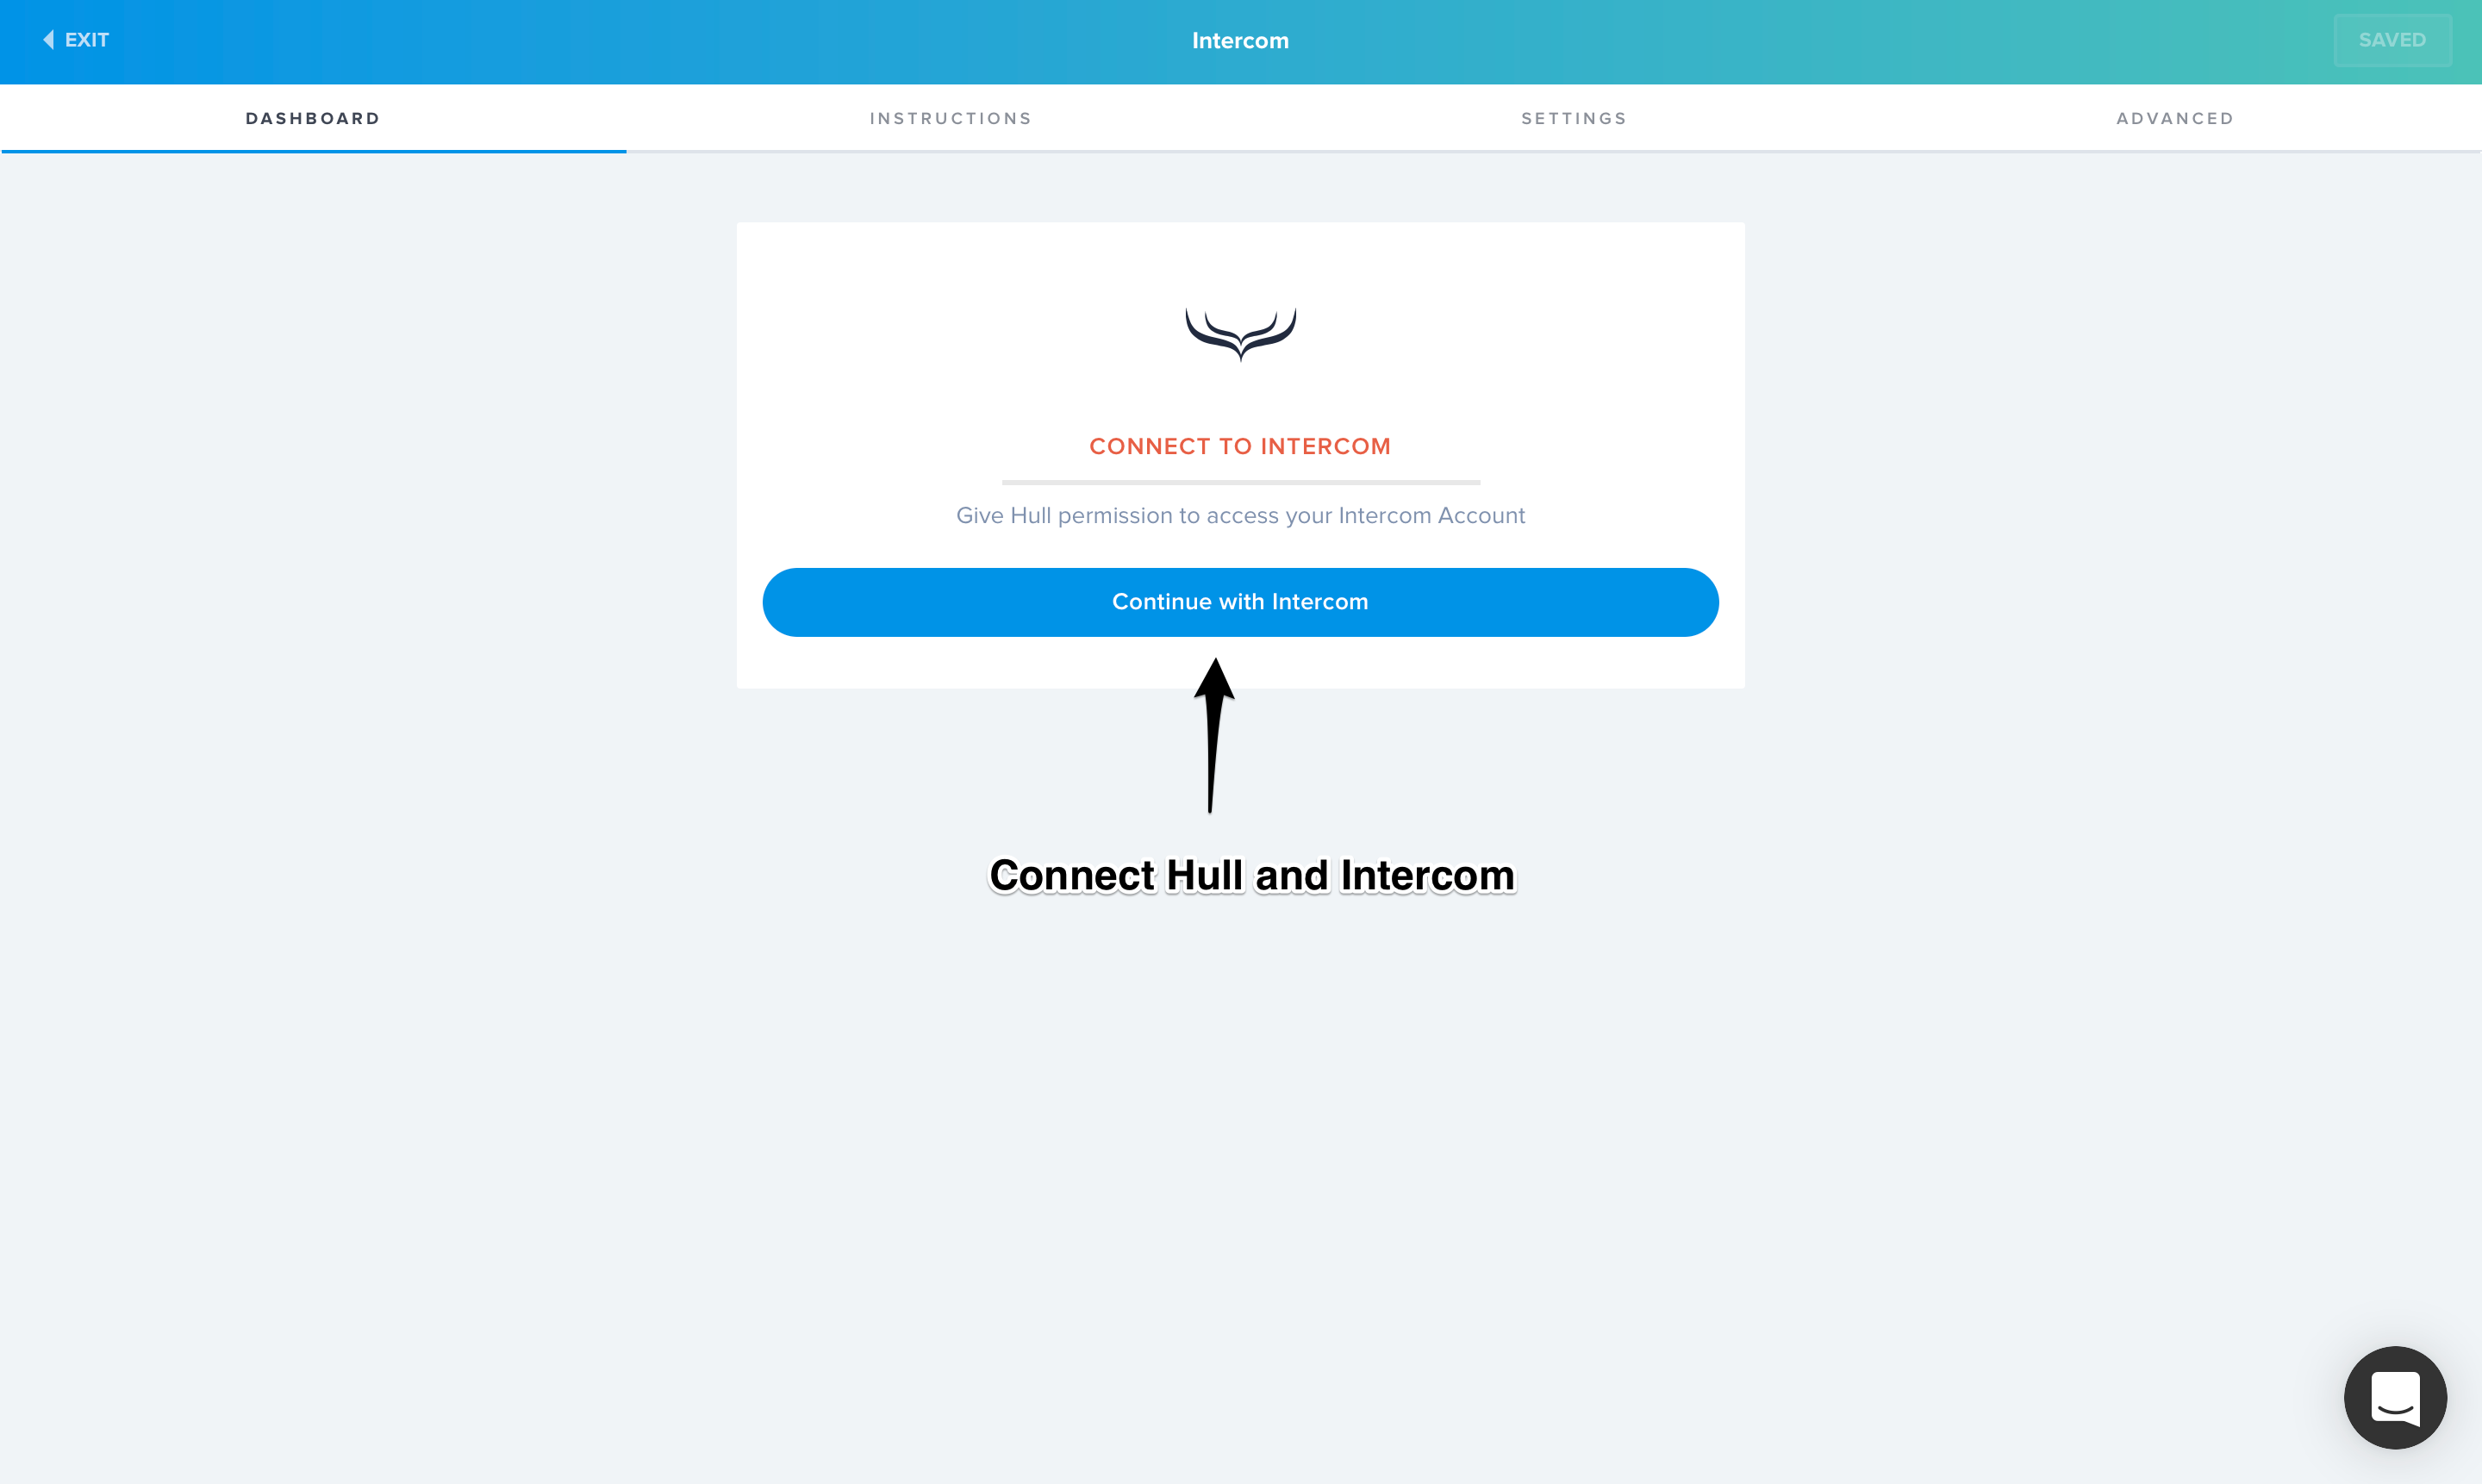 EXIT
Intercom
SAVED
DASHBOARD
INSTRUCTIONS
SETTINGS
ADVANCED
CONNECT TO INTERCOM
Give Hull permission to access your Intercom Account
Continue with Intercom
Connect Hull and Intercom